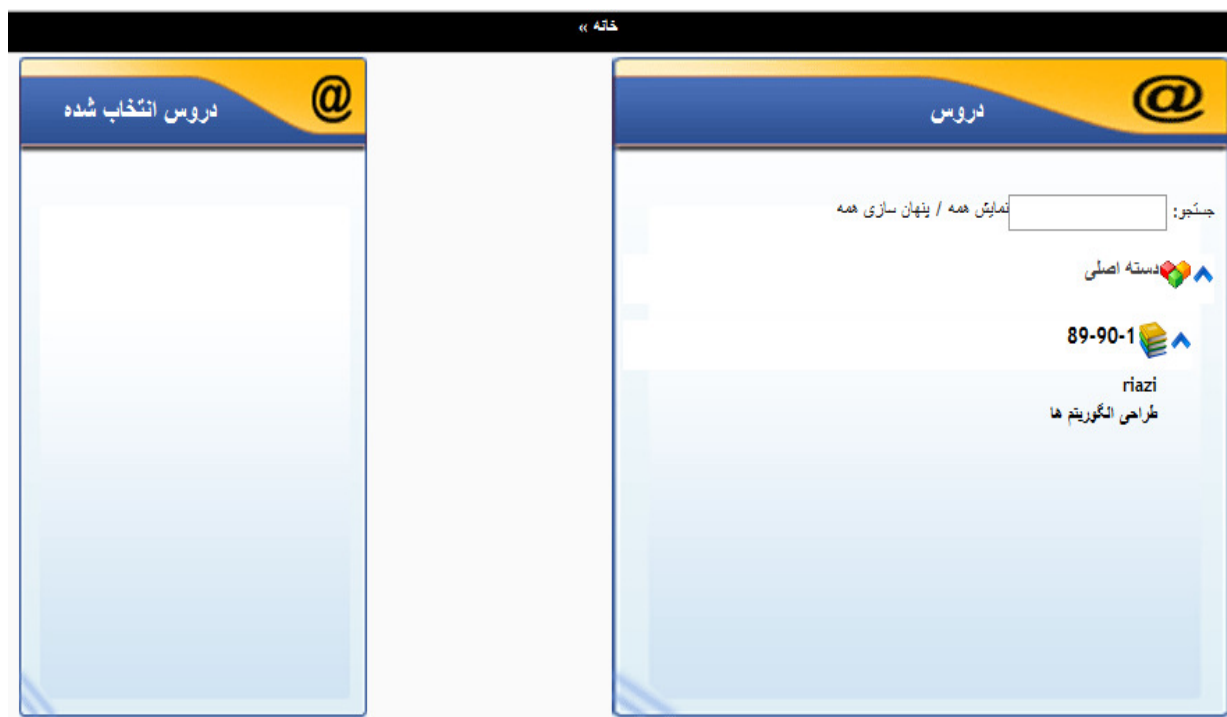 خانه »
@
دروس
جستجو:
نمایش همه / پنهان سازی همه
دسته اصلی
89-90-1
riazi
طراحی الگوریتم ها
@
دروس انتخاب شده